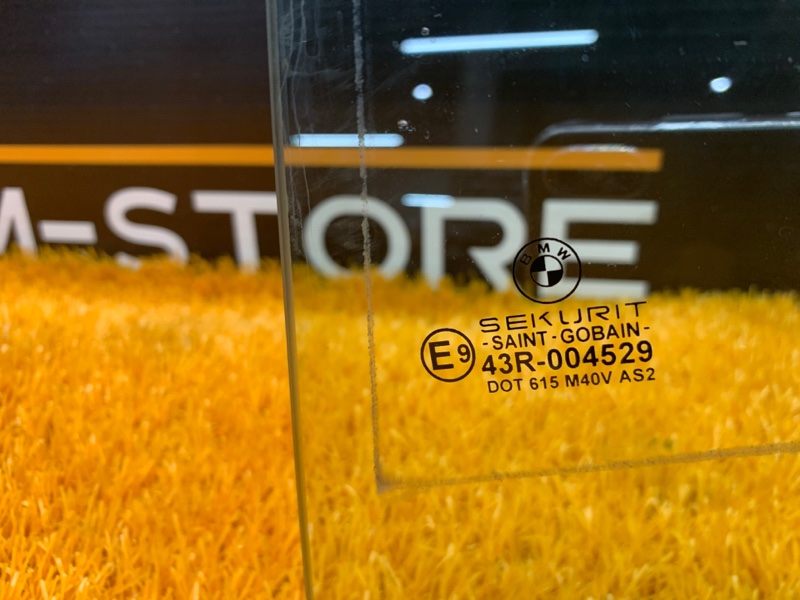 M-STORE
BMW
SEKURIT
-SAINT-GOBAIN-
E9 43R-004529
DOT 615 M40V AS2